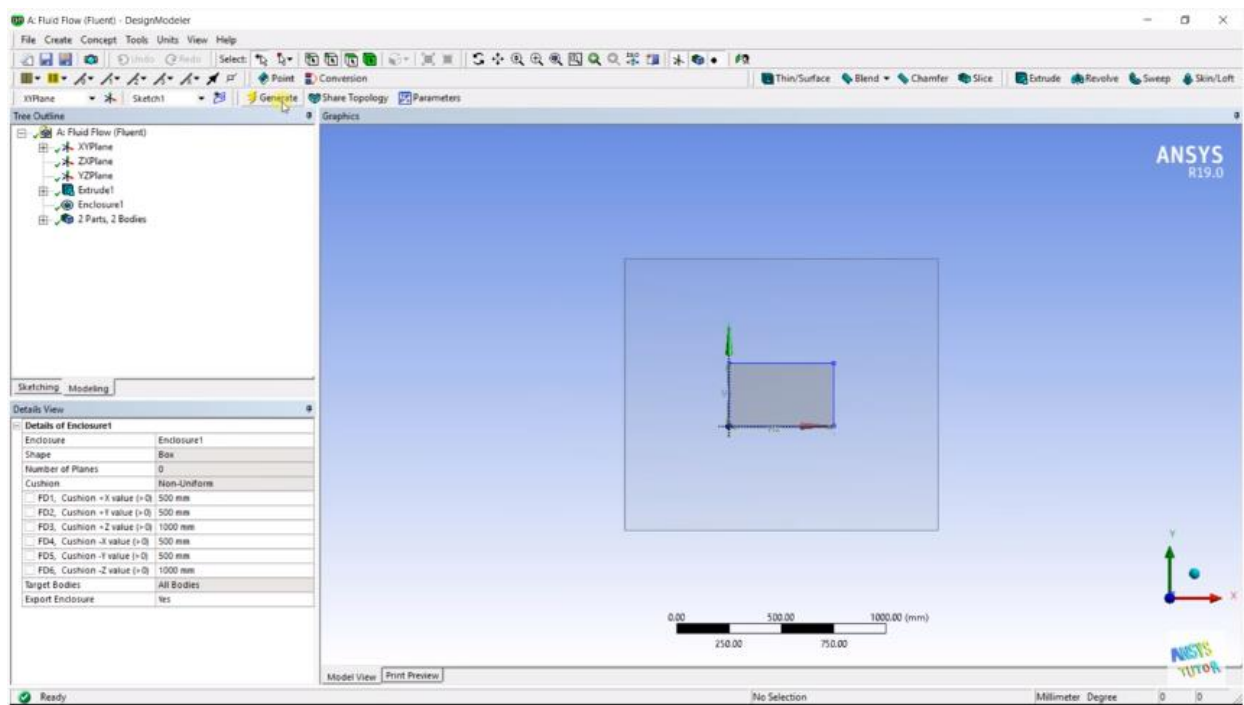 A: Fluid Flow (Fluent) - DesignModeler
File Create Concept Tools Units View Help
Undo Redo Select:
Point Conversion Thin/Surface Blend Chamfer Slice Extrude Revolve Sweep Skin/Loft
XYPlane Sketch1 Generate Share Topology Parameters
Tree Outline
A: Fluid Flow (Fluent)
XYPlane
ZXPlane
YZPlane
Extrude1
Enclosure1
2 Parts, 2 Bodies
Sketching Modeling
Details View
Details of Enclosure1
Enclosure Enclosure1
Shape Box
Number of Planes 0
Cushion Non-Uniform
FD1, Cushion +X value (>0) 500 mm
FD2, Cushion +Y value (>0) 500 mm
FD3, Cushion +Z value (>0) 1000 mm
FD4, Cushion -X value (>0) 500 mm
FD5, Cushion -Y value (>0) 500 mm
FD6, Cushion -Z value (>0) 1000 mm
Target Bodies All Bodies
Export Enclosure Yes
Graphics
ANSYS
R19.0
Y
X
0.00 500.00 1000.00 (mm)
250.00 750.00
ANSYS
TUTOR
Model View Print Preview
Ready No Selection Millimeter Degree 0 0